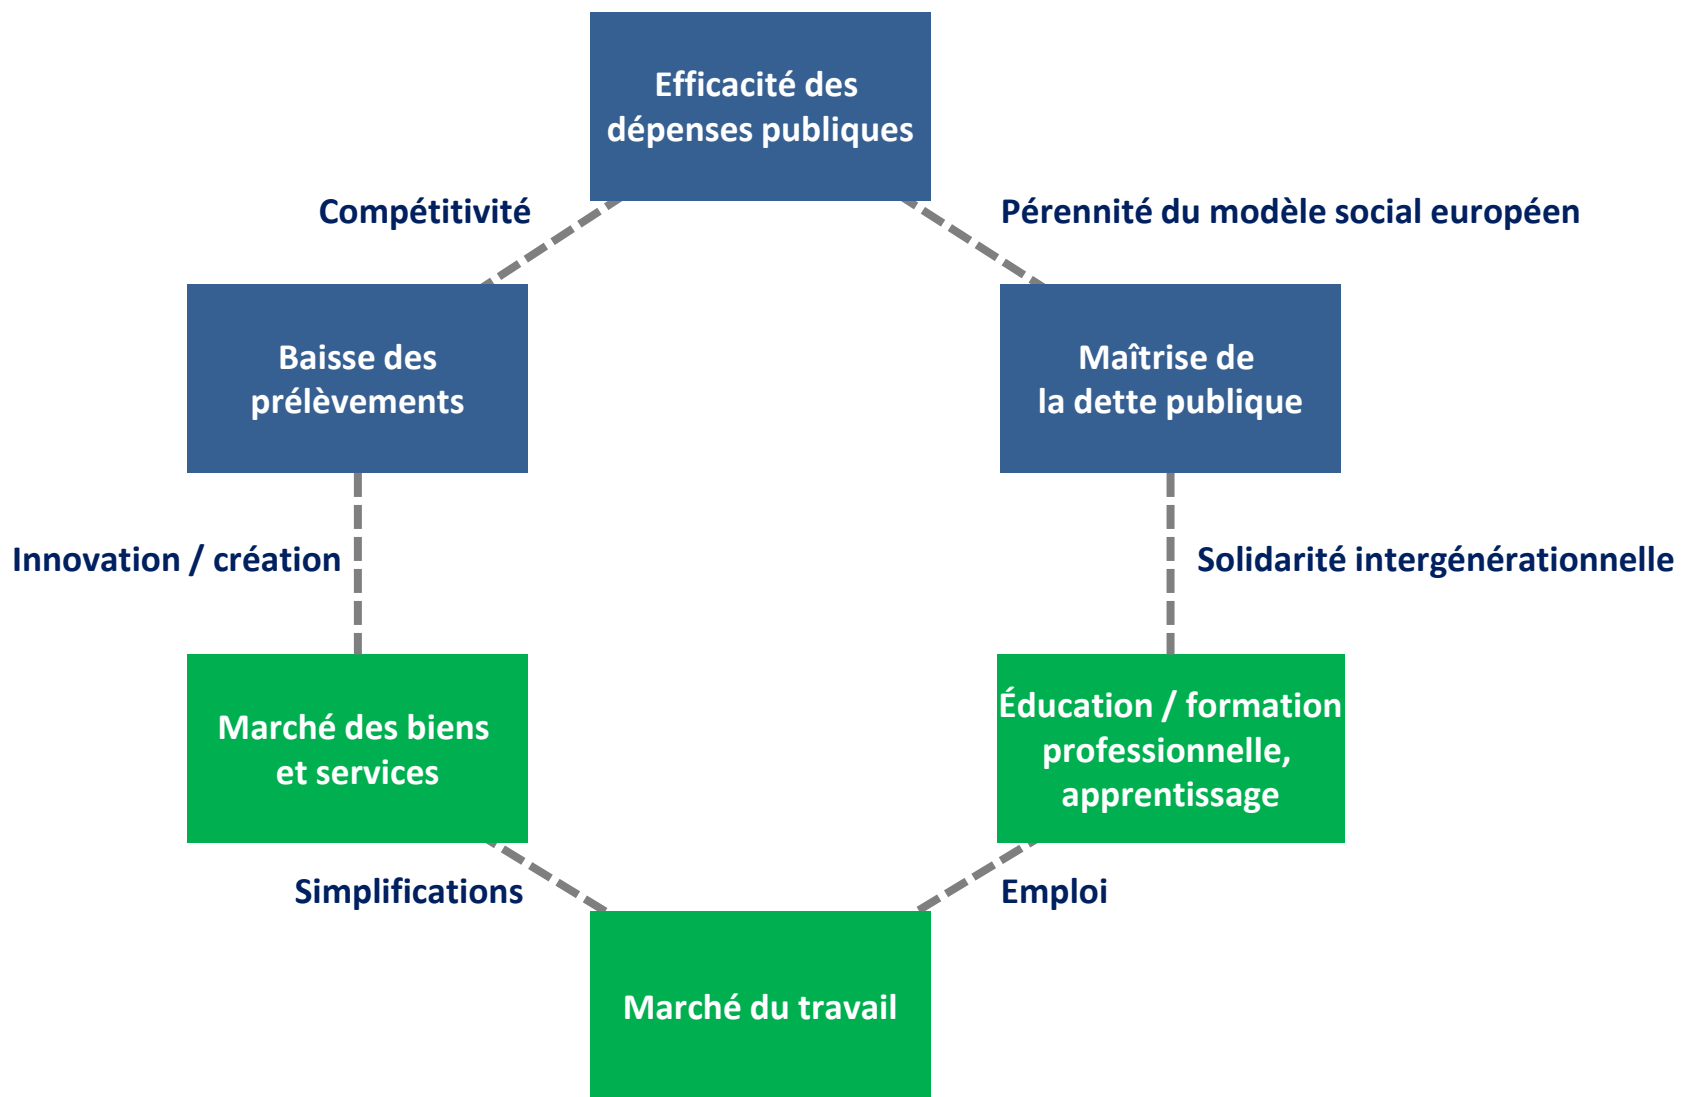 Efficacité des
dépenses publiques
Compétitivité
Pérennité du modèle social européen
Baisse des
prélèvements
Maîtrise de
la dette publique
Innovation / création
Solidarité intergénérationnelle
Marché des biens
et services
Éducation / formation
professionnelle,
apprentissage
Simplifications
Emploi
Marché du travail